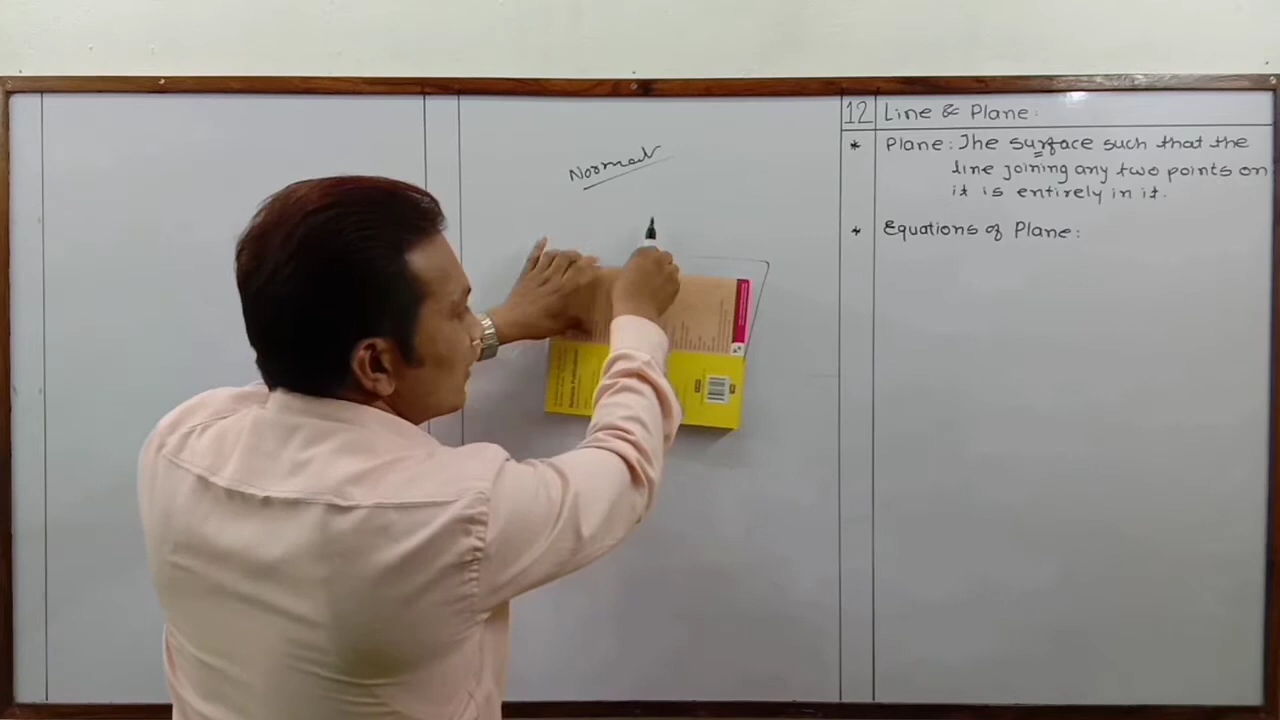 Normal
12 Line & Plane:
* Plane: The surface such that the
line joining any two points on
it is entirely in it.
* Equations of Plane: